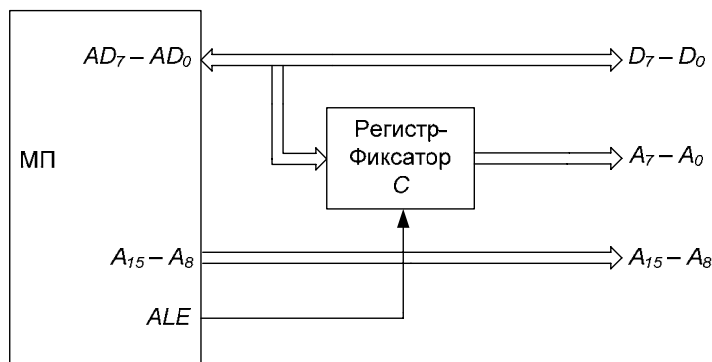 AD₇ – AD₀
D₇ – D₀
Регистр-
Фиксатор
C
МП
A₇ – A₀
A₁₅ – A₈
A₁₅ – A₈
ALE